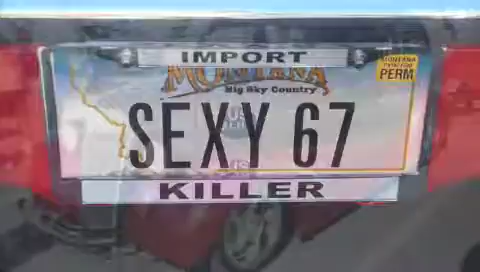 IMPORT
MONTANA
Big Sky Country
MONTANA
PERM
SEXY 67
KILLER